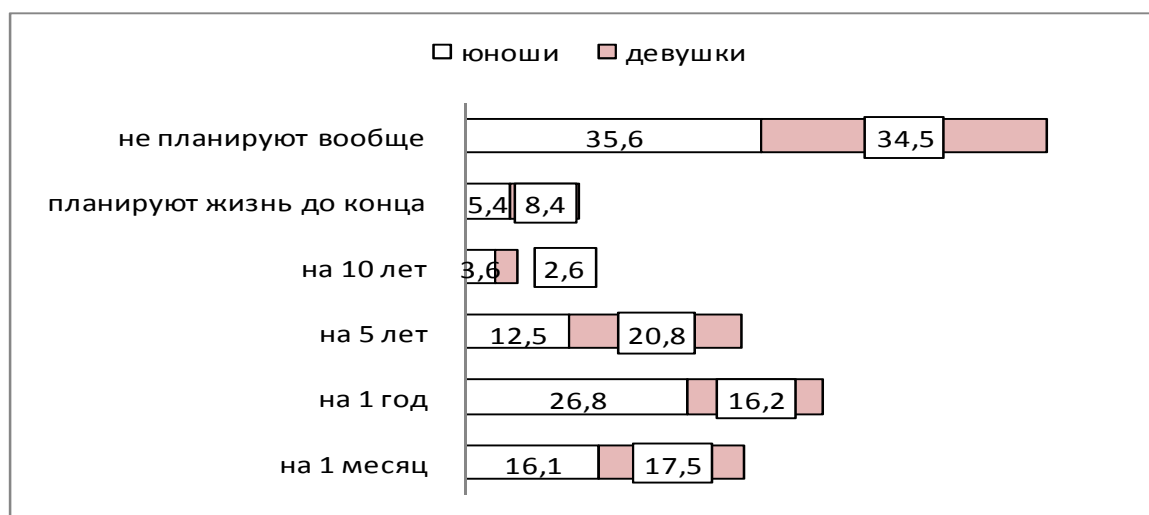 юноши девушки
не планируют вообще 35,6 34,5
планируют жизнь до конца 5,4 8,4
на 10 лет 3,6 2,6
на 5 лет 12,5 20,8
на 1 год 26,8 16,2
на 1 месяц 16,1 17,5